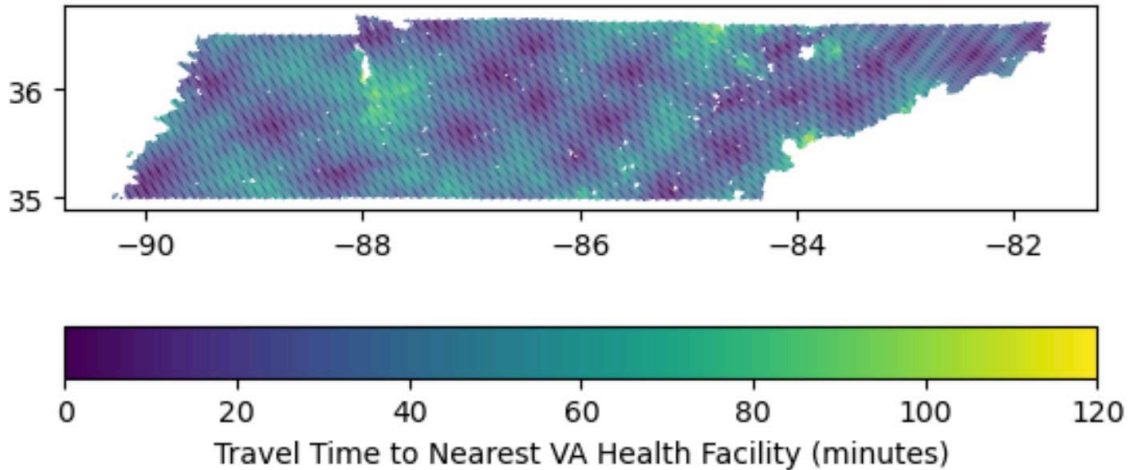 36
35
−90 −88 −86 −84 −82
0 20 40 60 80 100 120
Travel Time to Nearest VA Health Facility (minutes)